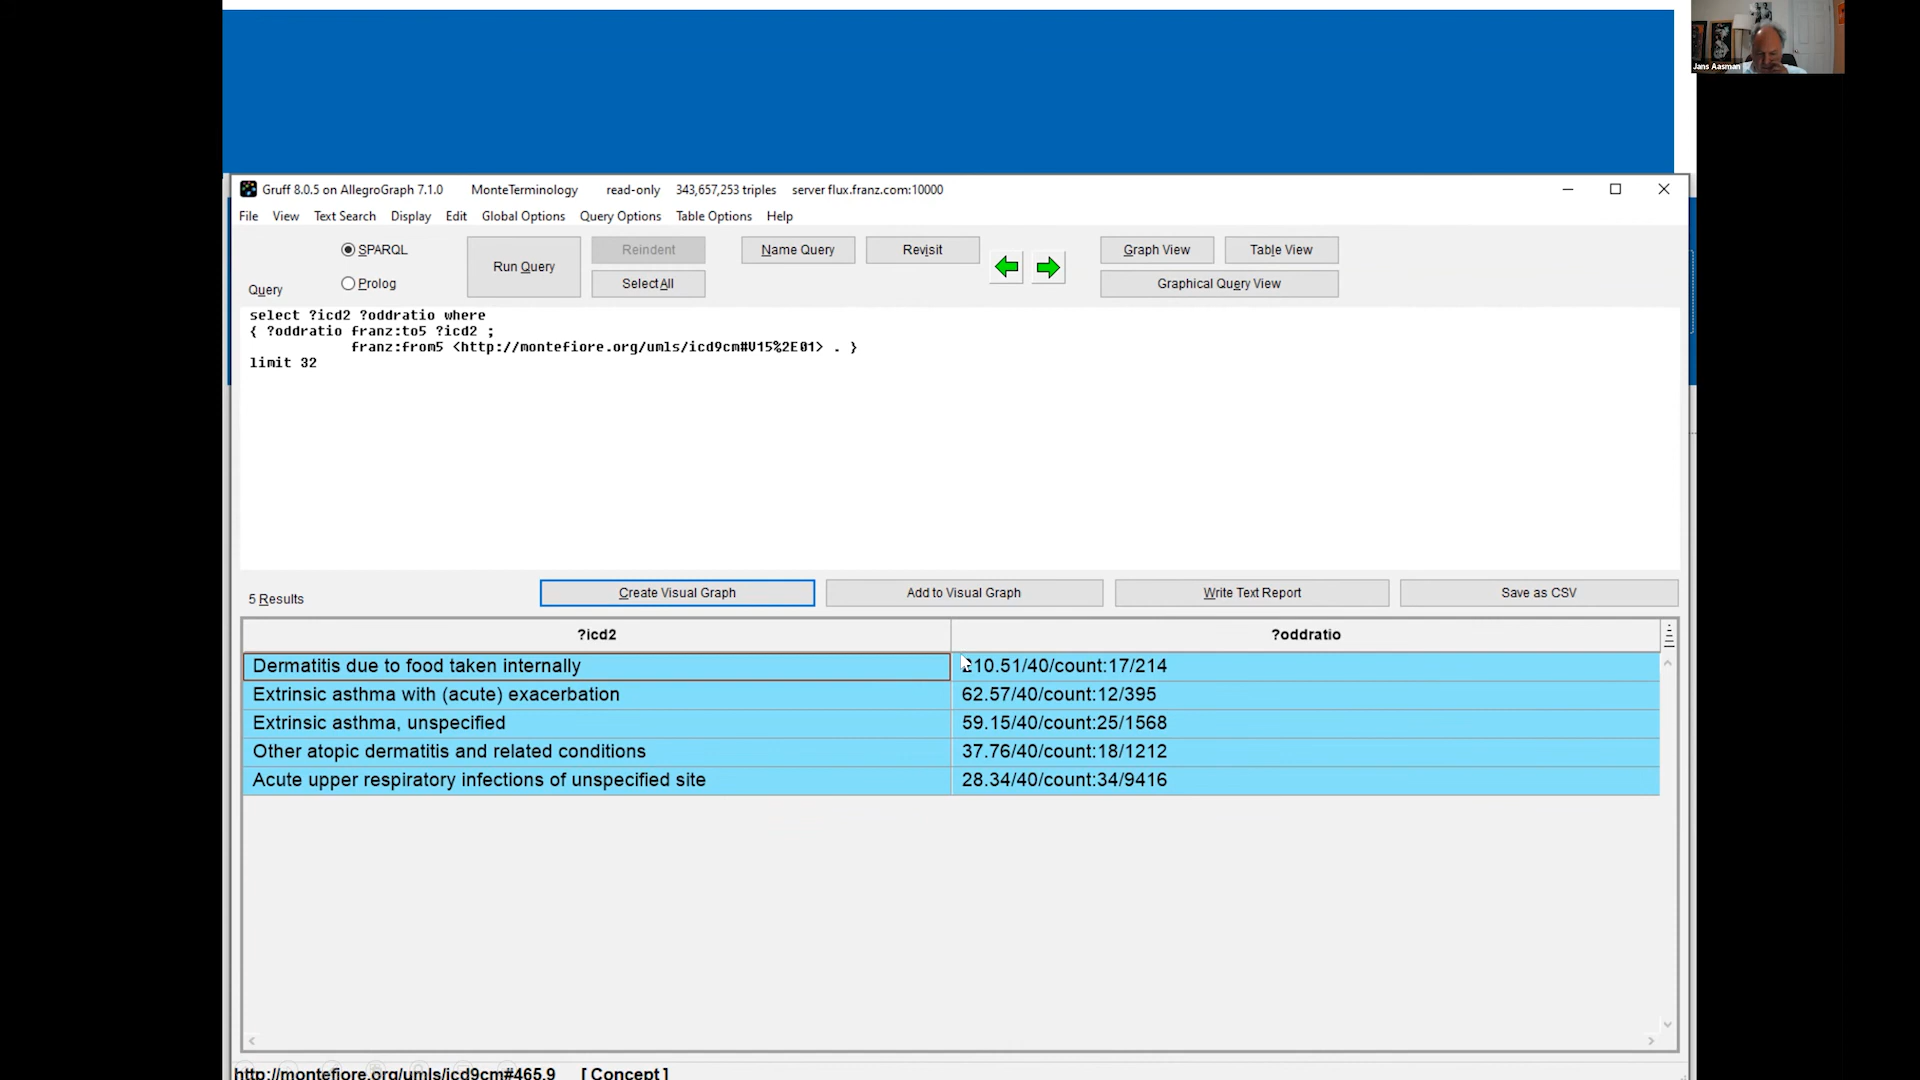 Jans Aasman
Gruff 8.0.5 on AllegroGraph 7.1.0 MonteTerminology read-only 343,657,253 triples server flux.franz.com:10000
File View Text Search Display Edit Global Options Query Options Table Options Help
SPARQL
Prolog
Query
Run Query
Reindent
Select All
Name Query
Revisit
Graph View
Table View
Graphical Query View
select ?icd2 ?oddratio where
{ ?oddratio franz:to5 ?icd2 ;
franz:from5 <http://montefiore.org/umls/icd9cm#V15%2E01> . }
limit 32
5 Results
Create Visual Graph
Add to Visual Graph
Write Text Report
Save as CSV
?icd2 ?oddratio
Dermatitis due to food taken internally 210.51/40/count:17/214
Extrinsic asthma with (acute) exacerbation 62.57/40/count:12/395
Extrinsic asthma, unspecified 59.15/40/count:25/1568
Other atopic dermatitis and related conditions 37.76/40/count:18/1212
Acute upper respiratory infections of unspecified site 28.34/40/count:34/9416
http://montefiore.org/umls/icd9cm#465.9 [ Concept ]